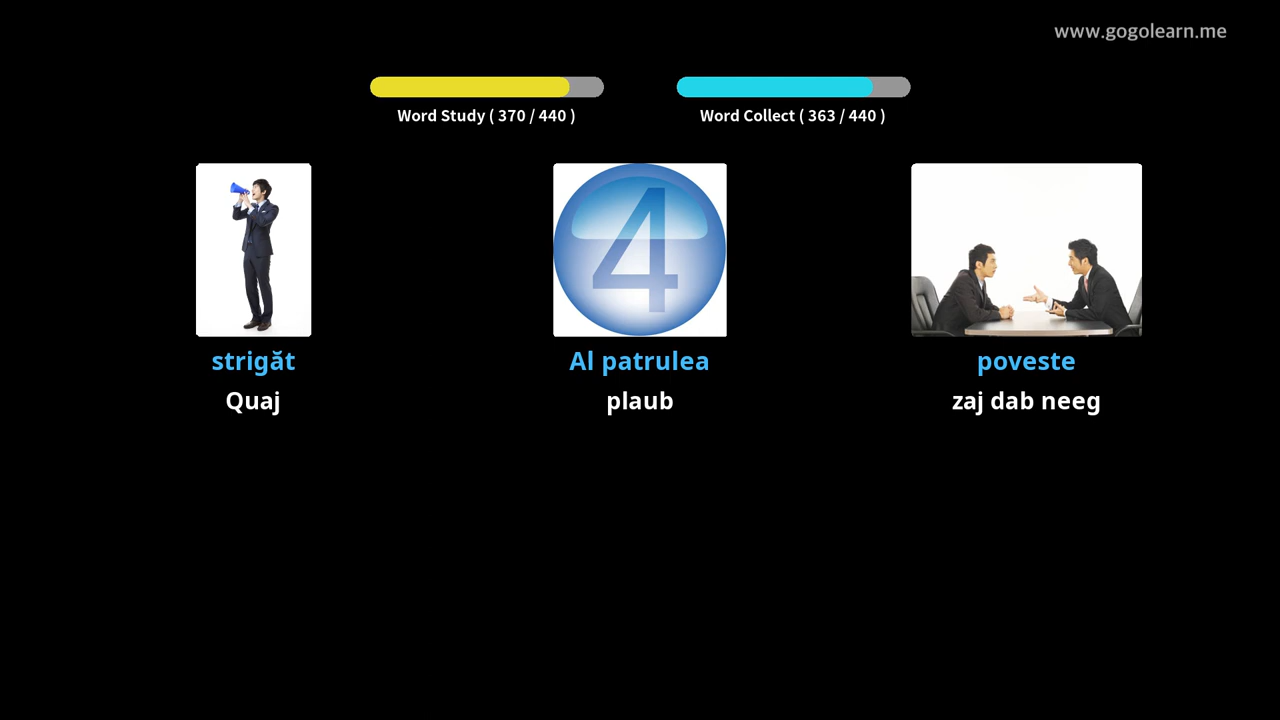 www.gogolearn.me
Word Study ( 370 / 440 )
Word Collect ( 363 / 440 )
4
strigăt
Al patrulea
poveste
Quaj
plaub
zaj dab neeg